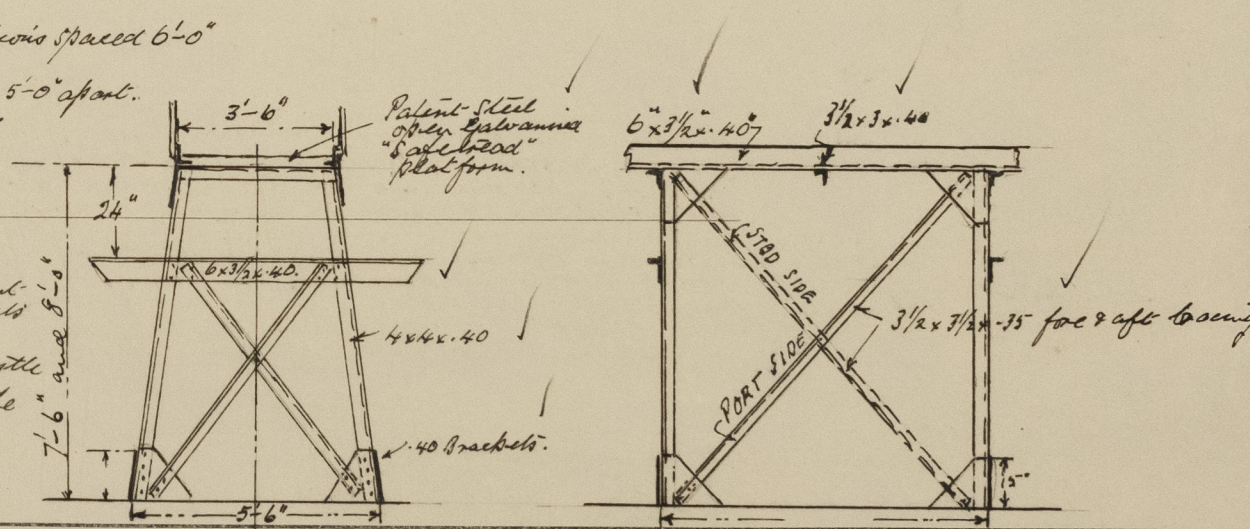 spaced 6'-0"
5'-0" apart.
3'-6"
Patent Steel
open Galvanised
"Safetread"
platform.
24"
6x3½x.40.
7'-6" and 8'-0"
4x4x.40
.40 Brackets.
5'-6"
6"x3½"x.40"
3½x3x.40
STBD SIDE
PORT SIDE
3½x3½x.35 fore & aft bracing